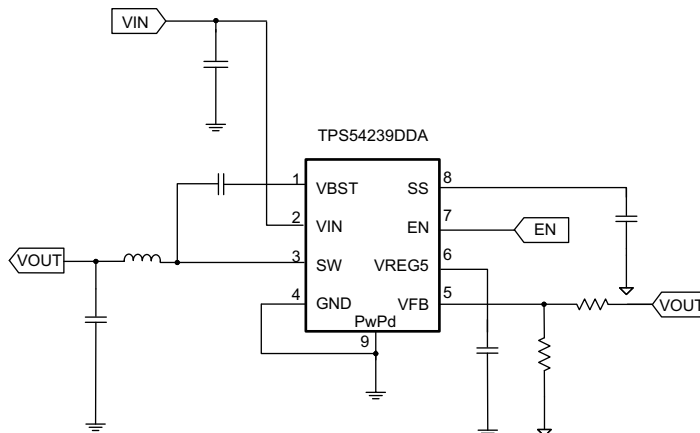 VIN
TPS54239DDA
1 VBST SS 8
2 VIN EN 7 EN
3 SW VREG5 6
VOUT
4 GND VFB 5
PwPd
9
VOUT